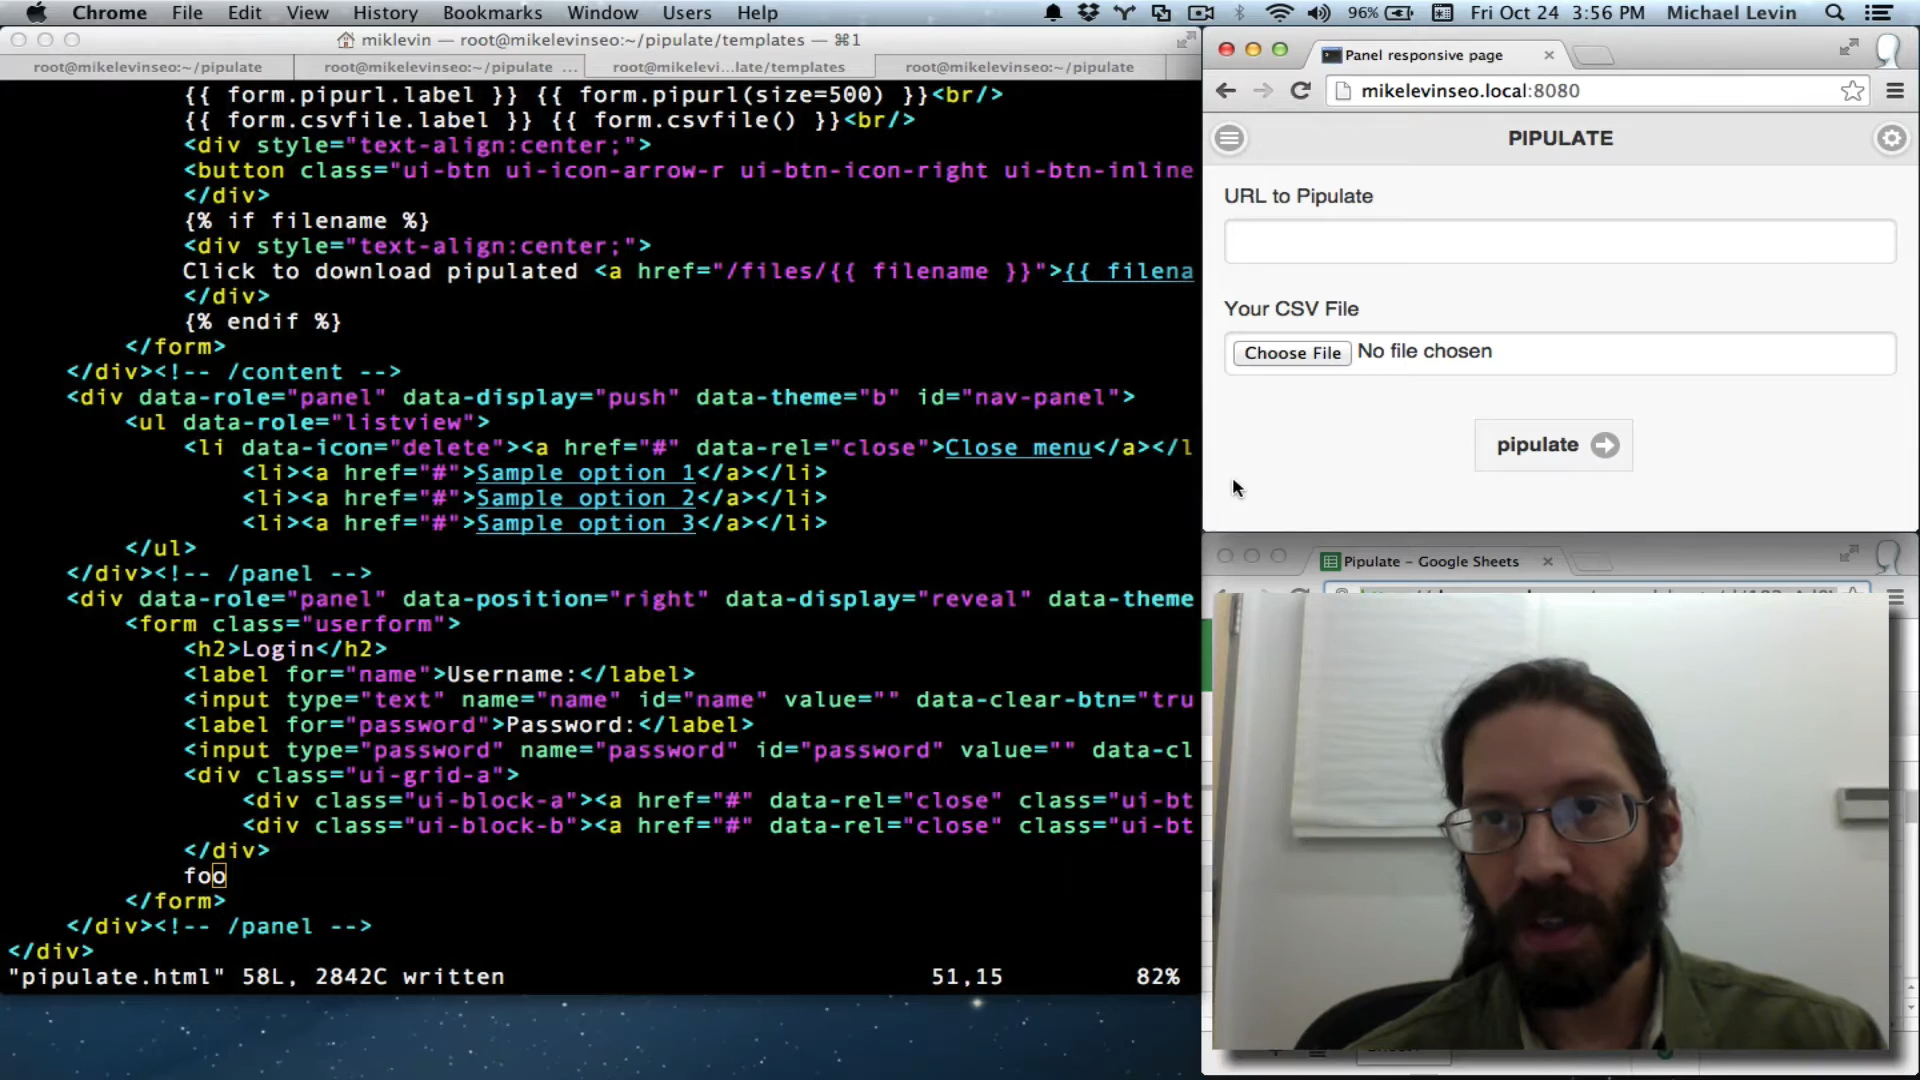 Chrome File Edit View History Bookmarks Window Users Help
96% Fri Oct 24 3:56 PM Michael Levin
miklevin — root@mikelevinseo:~/pipulate/templates — ⌘1
root@mikelevinseo:~/pipulate
root@mikelevinseo:~/pipulate ...
root@mikelevi...late/templates
root@mikelevinseo:~/pipulate
{{ form.pipurl.label }} {{ form.pipurl(size=500) }}<br/>
{{ form.csvfile.label }} {{ form.csvfile() }}<br/>
<div style="text-align:center;">
<button class="ui-btn ui-icon-arrow-r ui-btn-icon-right ui-btn-inline
</div>
{% if filename %}
<div style="text-align:center;">
Click to download pipulated <a href="/files/{{ filename }}">{{ filena
</div>
{% endif %}
</form>
</div><!-- /content -->
<div data-role="panel" data-display="push" data-theme="b" id="nav-panel">
<ul data-role="listview">
<li data-icon="delete"><a href="#" data-rel="close">Close menu</a></l
<li><a href="#">Sample option 1</a></li>
<li><a href="#">Sample option 2</a></li>
<li><a href="#">Sample option 3</a></li>
</ul>
</div><!-- /panel -->
<div data-role="panel" data-position="right" data-display="reveal" data-theme
<form class="userform">
<h2>Login</h2>
<label for="name">Username:</label>
<input type="text" name="name" id="name" value="" data-clear-btn="tru
<label for="password">Password:</label>
<input type="password" name="password" id="password" value="" data-cl
<div class="ui-grid-a">
<div class="ui-block-a"><a href="#" data-rel="close" class="ui-bt
<div class="ui-block-b"><a href="#" data-rel="close" class="ui-bt
</div>
foo
</form>
</div><!-- /panel -->
</div>
"pipulate.html" 58L, 2842C written 51,15 82%
Panel responsive page
mikelevinseo.local:8080
PIPULATE
URL to Pipulate
Your CSV File
Choose File No file chosen
pipulate
Pipulate – Google Sheets